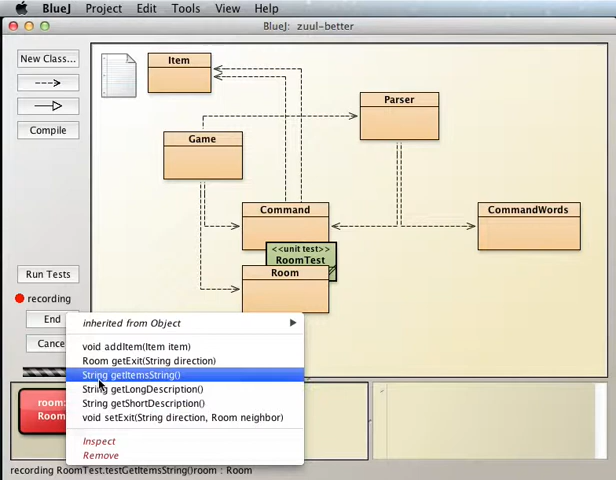 BlueJ Project Edit Tools View Help
BlueJ: zuul-better
New Class...
Compile
Run Tests
recording
End
Item
Parser
Game
Command
CommandWords
<<unit test>>
RoomTest
Room
inherited from Object
void addItem(Item item)
Room getExit(String direction)
String getItemsString()
String getLongDescription()
String getShortDescription()
void setExit(String direction, Room neighbor)
Inspect
Remove
room:
Room
recording RoomTest.testGetItemsString()room : Room